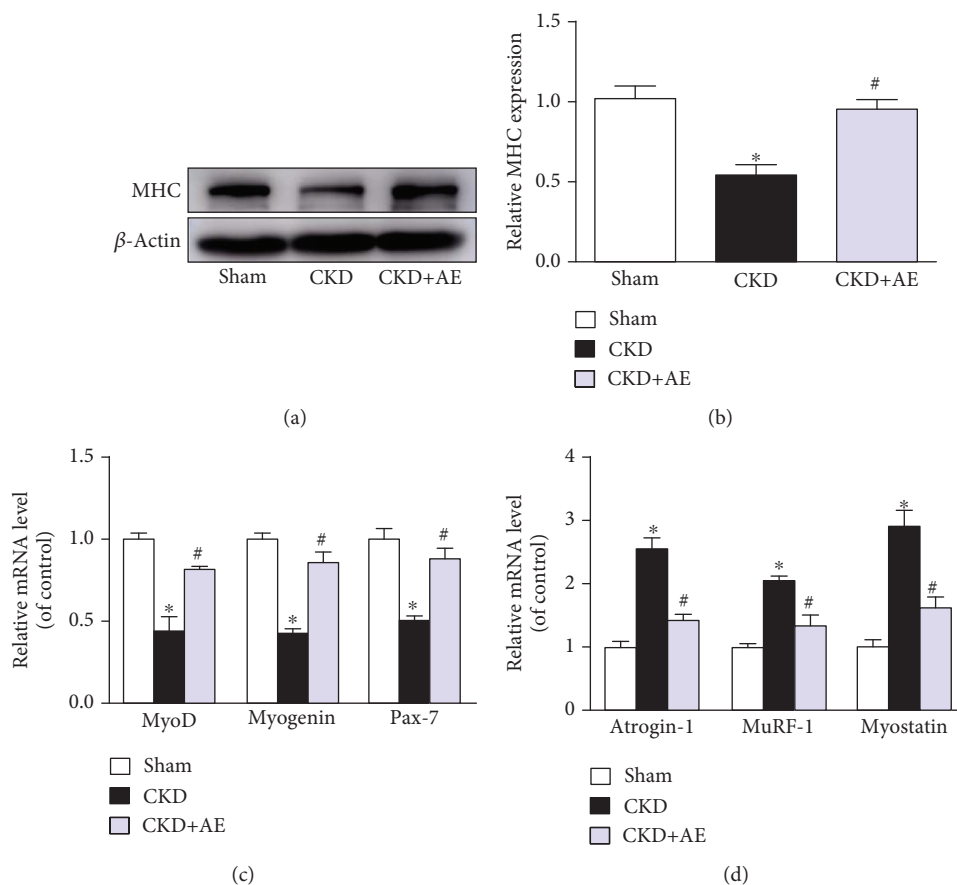 MHC
β-Actin
Sham CKD CKD+AE
(a)
Relative MHC expression
1.5
1.0
0.5
0.0
*
#
Sham CKD CKD+AE
Sham
CKD
CKD+AE
(b)
Relative mRNA level
(of control)
1.5
1.0
0.5
0.0
* # * # * #
MyoD Myogenin Pax-7
Sham
CKD
CKD+AE
(c)
Relative mRNA level
(of control)
4
3
2
1
0
* # * # * #
Atrogin-1 MuRF-1 Myostatin
Sham
CKD
CKD+AE
(d)